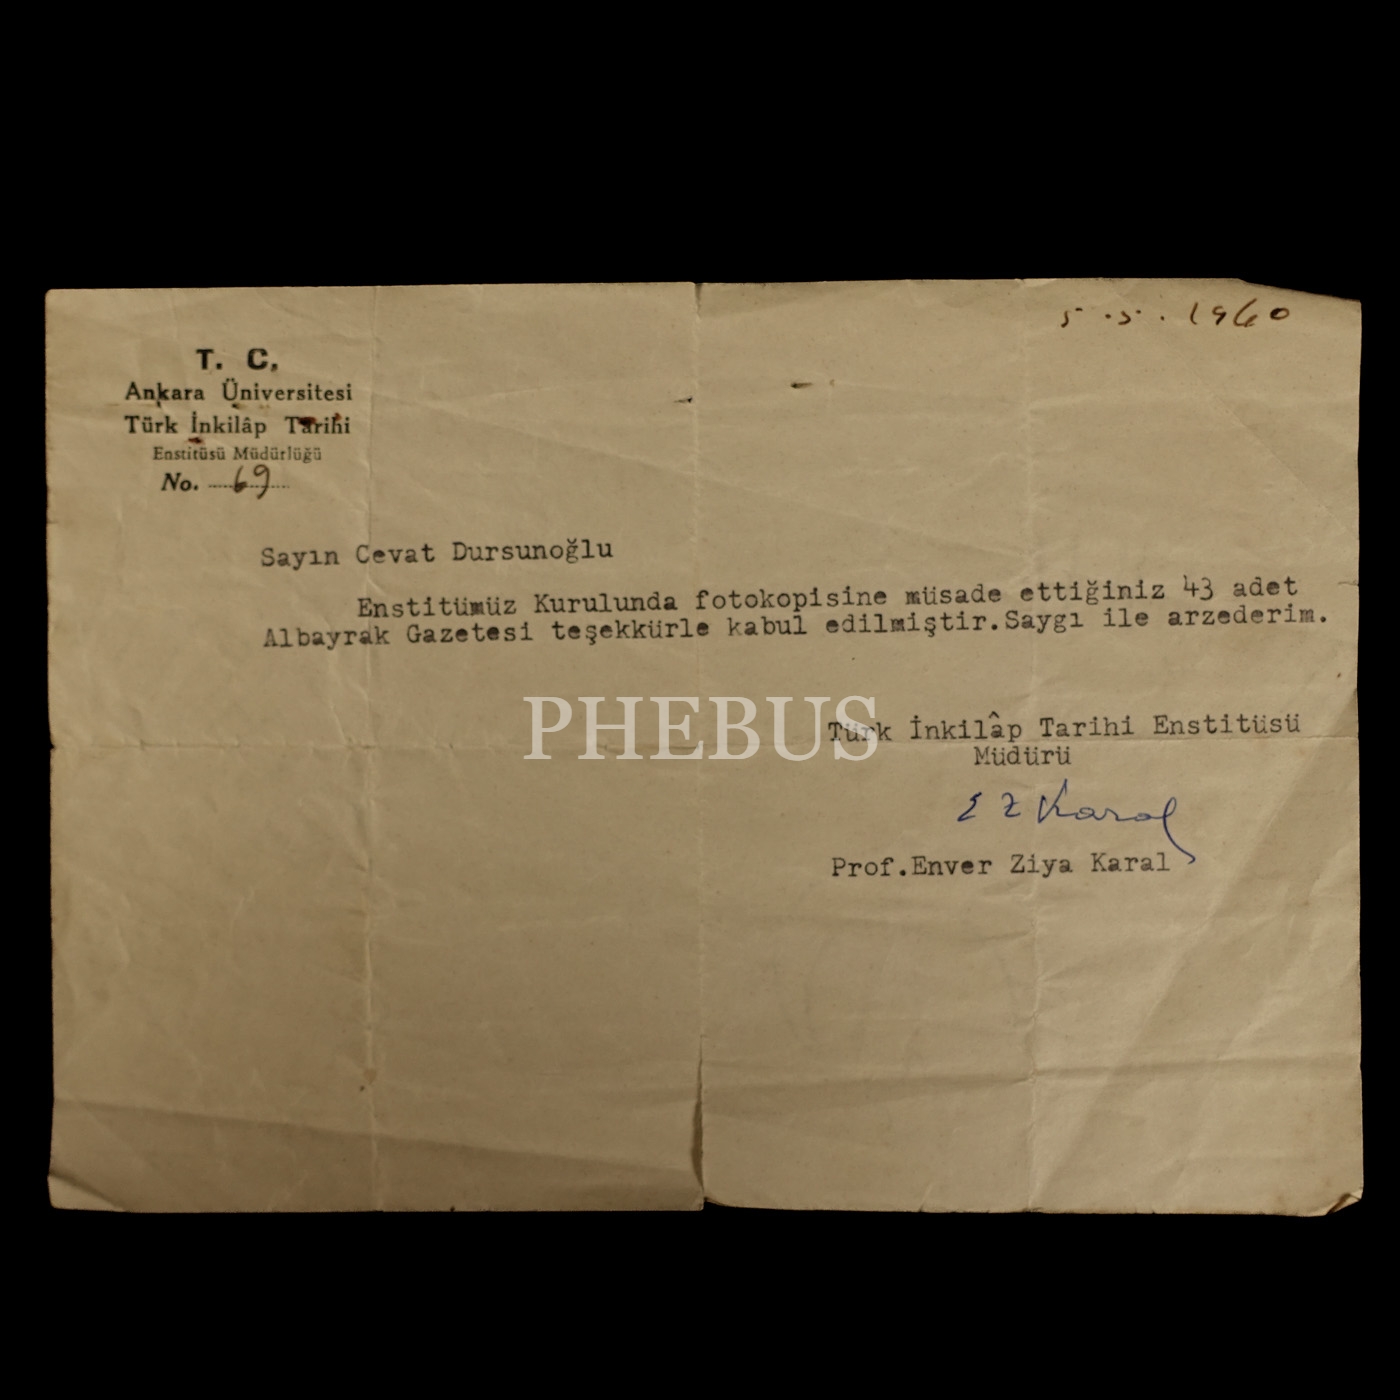 5.5.1960
T. C.
Ankara Üniversitesi
Türk İnkilâp Tarihi
Enstitüsü Müdürlüğü
No. 69
Sayın Cevat Dursunoğlu
Enstitümüz Kurulunda fotokopisine müsade ettiğiniz 43 adet
Albayrak Gazetesi teşekkürle kabul edilmiştir.Saygı ile arzederim.
PHEBUS
Türk İnkilâp Tarihi Enstitüsü
Müdürü
E Z Karal
Prof.Enver Ziya Karal